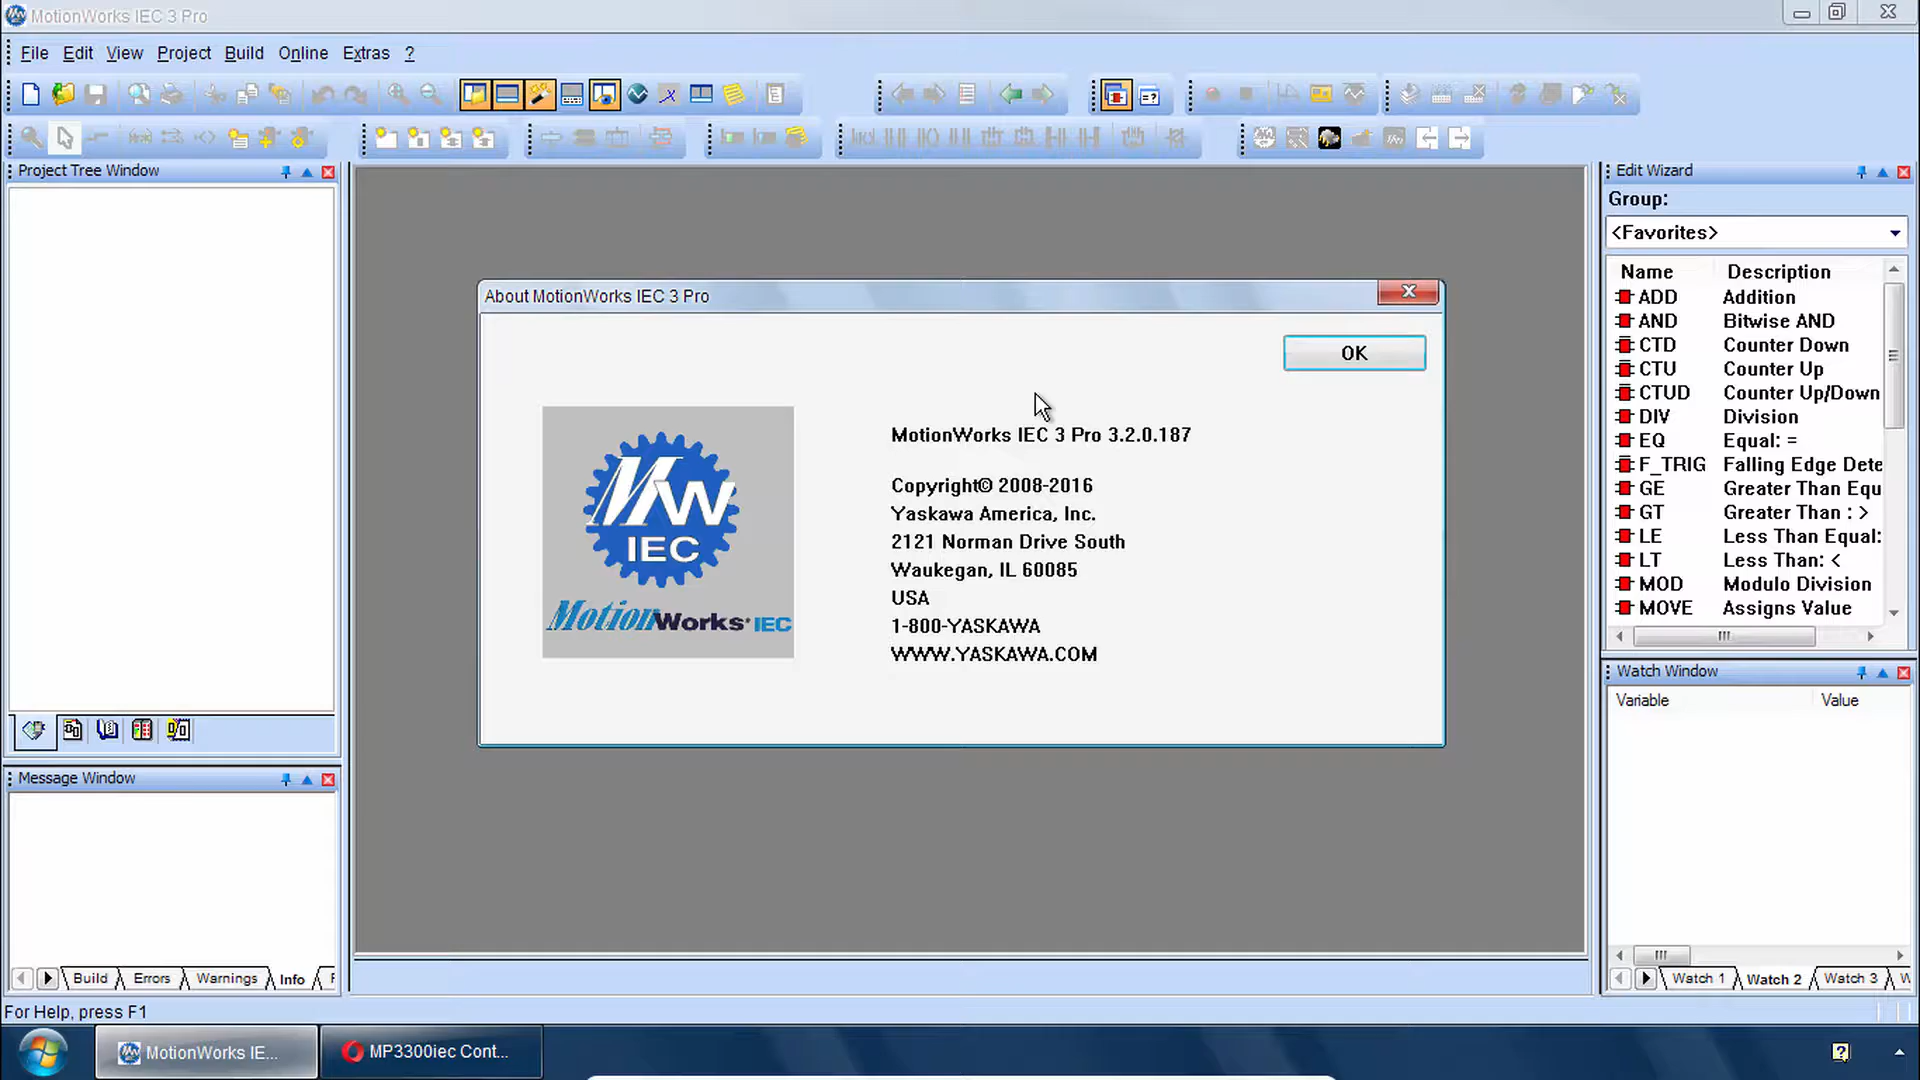 MotionWorks IEC 3 Pro
File Edit View Project Build Online Extras ?
Project Tree Window
Edit Wizard
Group:
<Favorites>
Name Description
ADD Addition
AND Bitwise AND
CTD Counter Down
CTU Counter Up
CTUD Counter Up/Down
DIV Division
EQ Equal: =
F_TRIG Falling Edge Dete
GE Greater Than Equ
GT Greater Than : >
LE Less Than Equal:
LT Less Than: <
MOD Modulo Division
MOVE Assigns Value
About MotionWorks IEC 3 Pro
OK
MW
IEC
MotionWorks IEC
MotionWorks IEC 3 Pro 3.2.0.187
Copyright© 2008-2016
Yaskawa America, Inc.
2121 Norman Drive South
Waukegan, IL 60085
USA
1-800-YASKAWA
WWW.YASKAWA.COM
Watch Window
Variable Value
Message Window
Build Errors Warnings Info
Watch 1 Watch 2 Watch 3 W
For Help, press F1
MotionWorks IE...
MP3300iec Cont...